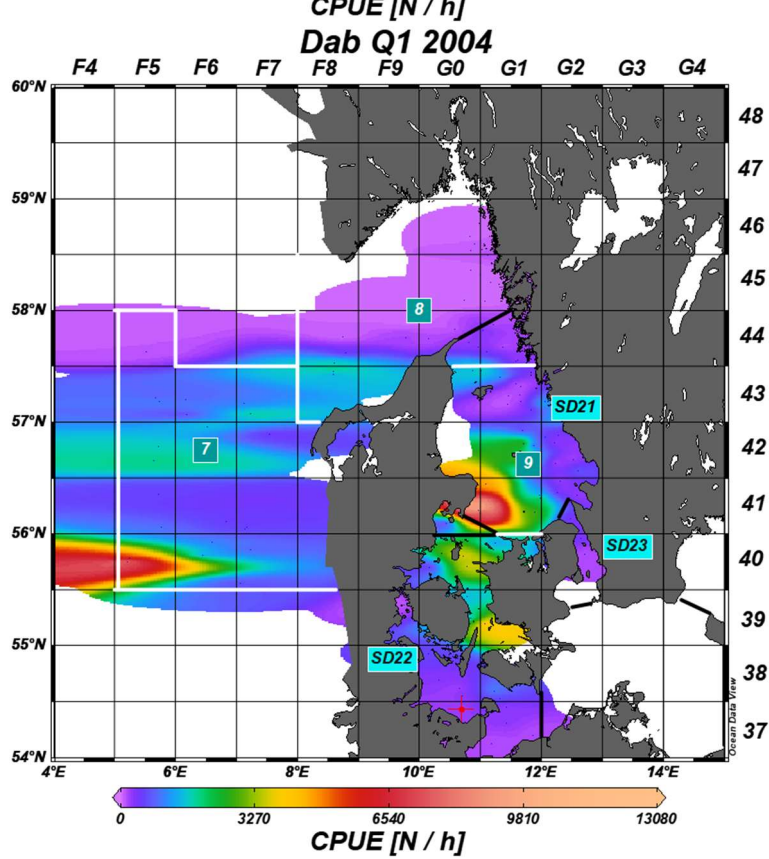 CPUE [N / h]
Dab Q1 2004
F4 F5 F6 F7 F8 F9 G0 G1 G2 G3 G4
60°N
48
47
59°N
46
45
58°N
8
44
43
SD21
57°N
7
9
42
41
56°N
SD23
40
39
55°N
SD22
38
37
54°N
Ocean Data View
4°E 6°E 8°E 10°E 12°E 14°E
0 3270 6540 9810 13080
CPUE [N / h]